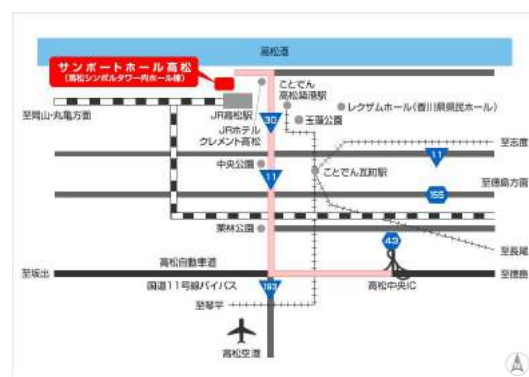 高松港
サンポートホール高松
(高松シンボルタワー内ホール棟)
ことでん
高松築港駅
レクザムホール(香川県県民ホール)
至岡山・丸亀方面
JR高松駅
玉藻公園
JRホテル
クレメント高松
30
至志度
11
中央公園
11
ことでん瓦町駅
至徳島方面
155
栗林公園
43
至長尾
高松自動車道
至坂出
至徳島
国道11号線バイパス
193
高松中央IC
至琴平
高松空港